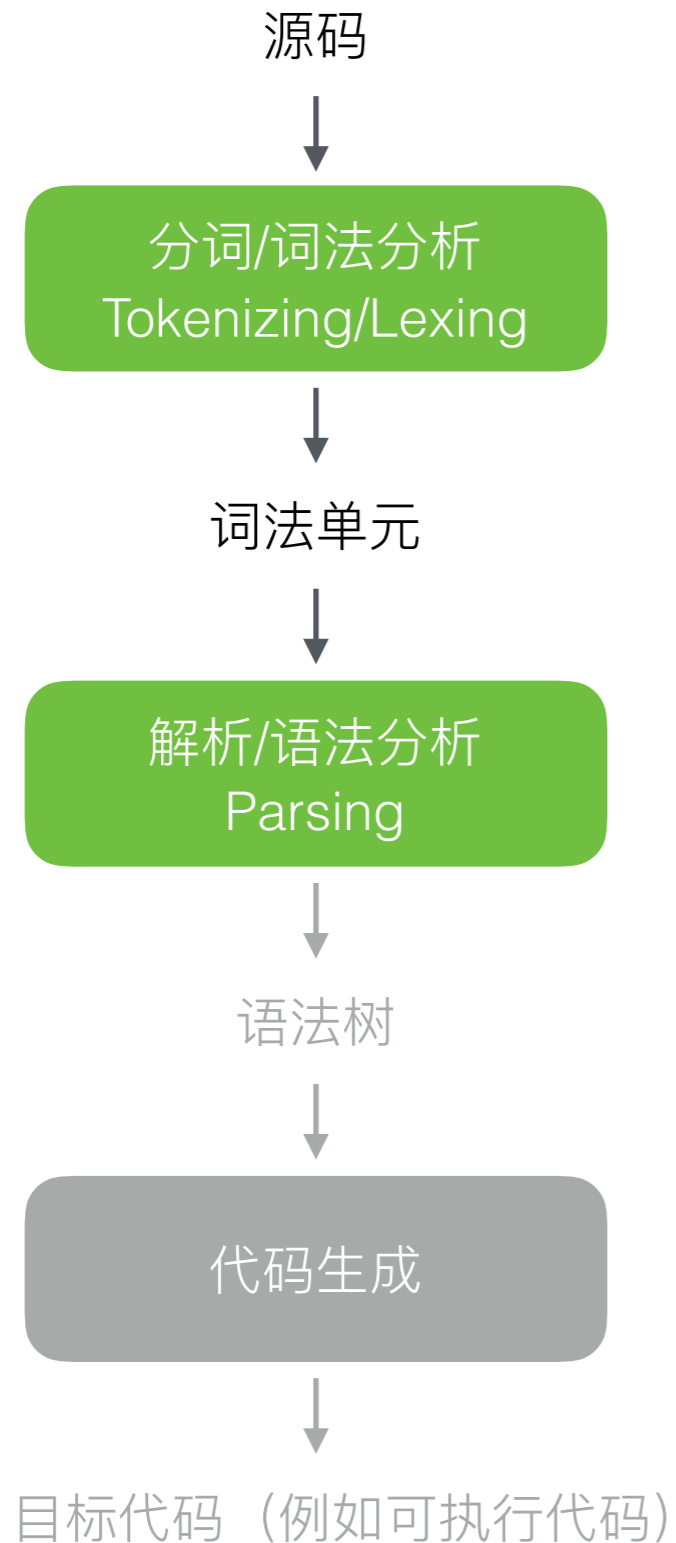 源码
分词/词法分析
Tokenizing/Lexing
词法单元
解析/语法分析
Parsing
语法树
代码生成
目标代码（例如可执行代码）